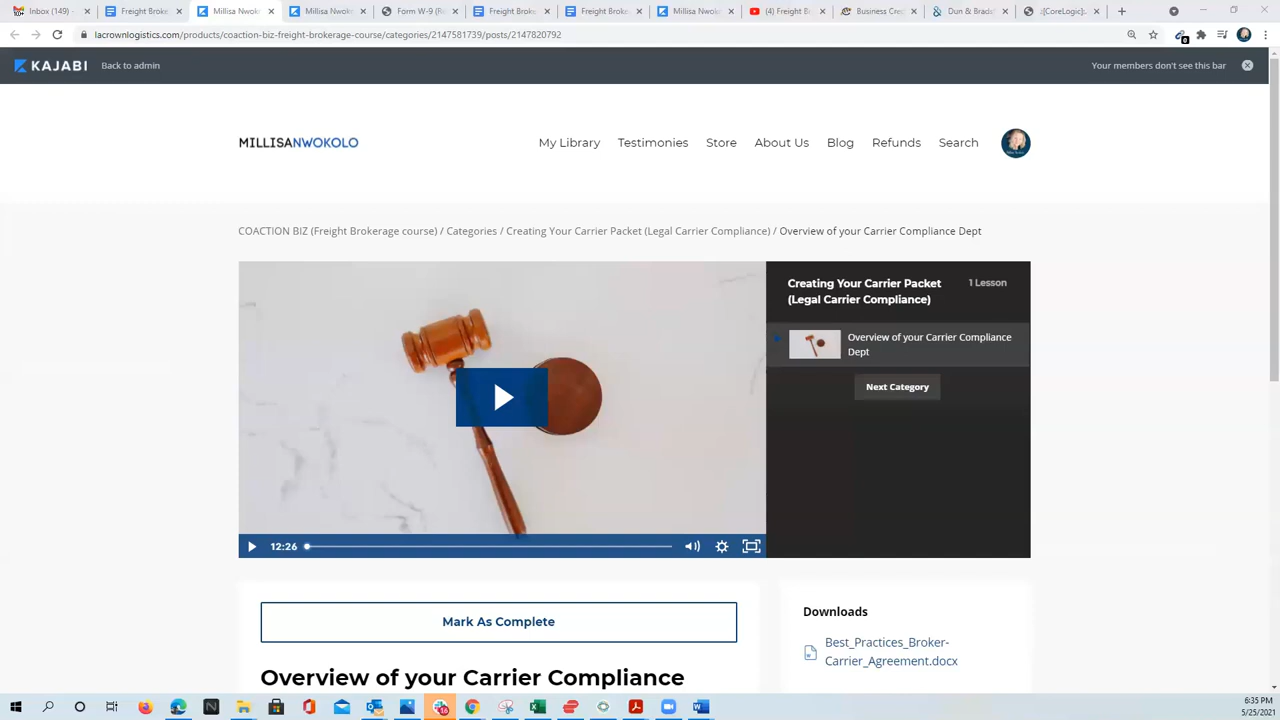 Inbox (149) -
Freight Broke
Millisa Nwok
Millisa Nwok
Form W-9 (R
Freight Brok
Freight Brok
Millisa Nwok
(4) Freight B
Business Cre
Dun & Brad
:[CoreLogic]
lacrownlogistics.com/products/coaction-biz-freight-brokerage-course/categories/2147581739/posts/2147820792
KAJABI
Back to admin
Your members don't see this bar
MILLISANWOKOLO
My Library
Testimonies
Store
About Us
Blog
Refunds
Search
COACTION BIZ (Freight Brokerage course) / Categories / Creating Your Carrier Packet (Legal Carrier Compliance) / Overview of your Carrier Compliance Dept
Creating Your Carrier Packet
(Legal Carrier Compliance)
1 Lesson
Overview of your Carrier Compliance
Dept
Next Category
12:26
Mark As Complete
Downloads
Best_Practices_Broker-
Carrier_Agreement.docx
Overview of your Carrier Compliance
6:35 PM
5/25/2021